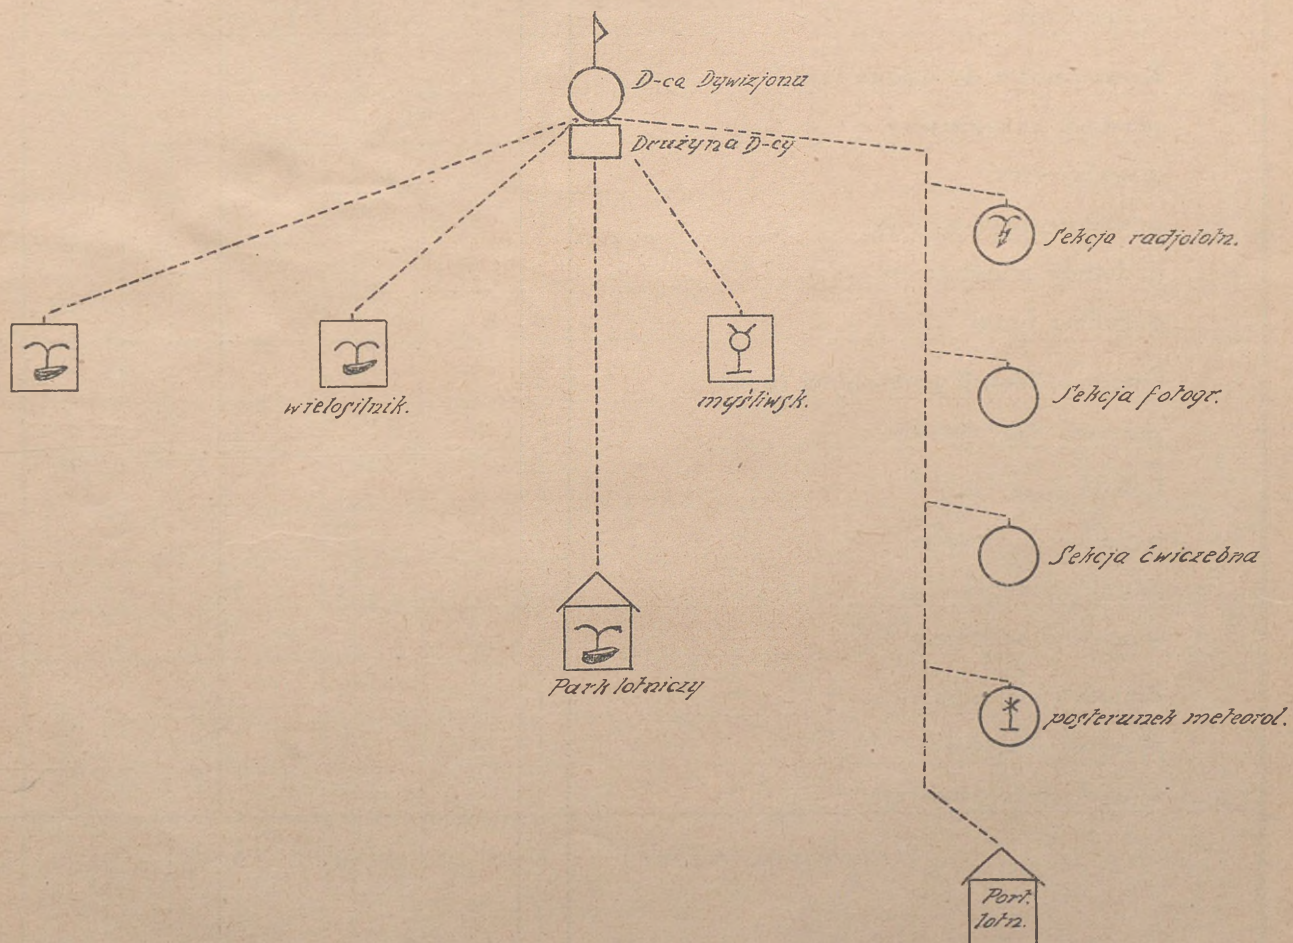 D-ca Dywizjonu
Drużyna D-cy
Sekcja radjolotn.
wielosilnik.
myśliwsk.
Sekcja fotogr.
Sekcja ćwiczebna
Park lotniczy
posterunek meteorol.
Port.
lotn.